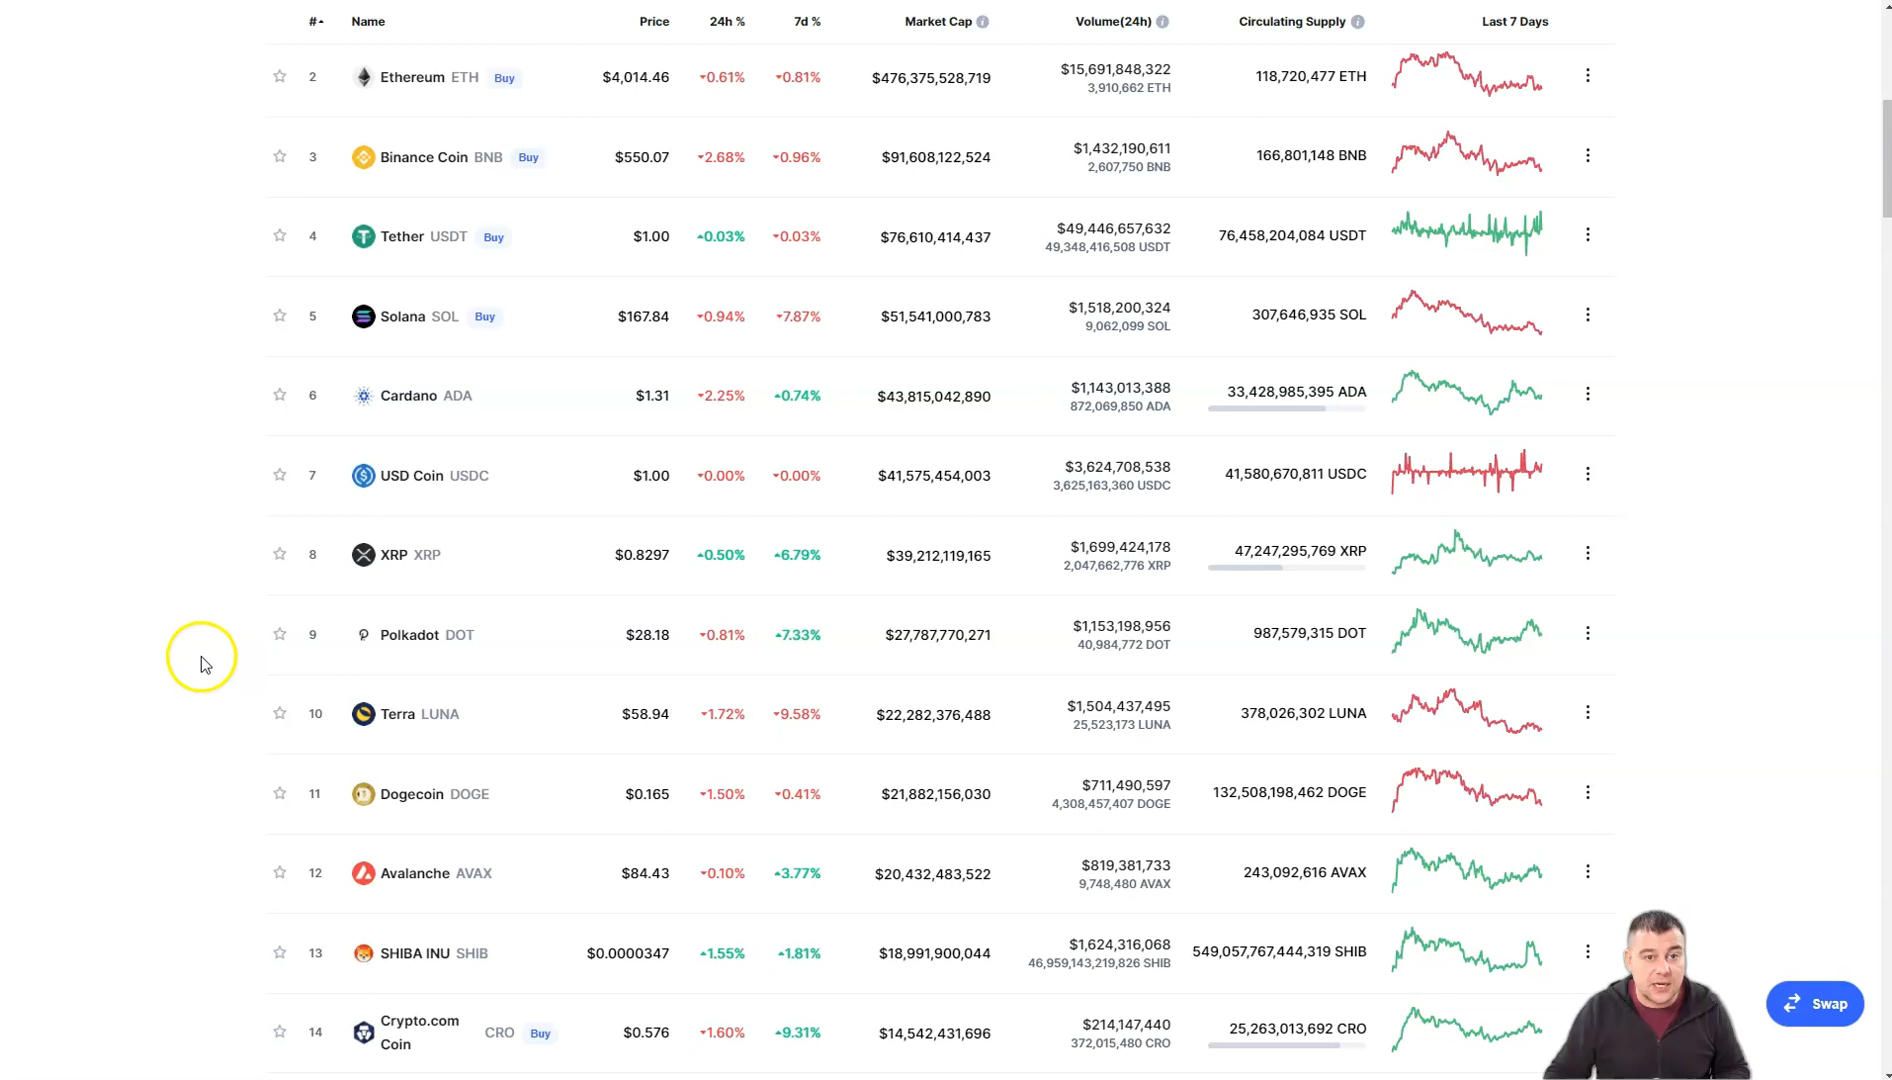 # Name Price 24h % 7d % Market Cap Volume(24h) Circulating Supply Last 7 Days
2 Ethereum ETH Buy $4,014.46 0.61% 0.81% $476,375,528,719 $15,691,848,322 118,720,477 ETH
3,910,662 ETH
3 Binance Coin BNB Buy $550.07 2.68% 0.96% $91,608,122,524 $1,432,190,611 166,801,148 BNB
2,607,750 BNB
4 Tether USDT Buy $1.00 0.03% 0.03% $76,610,414,437 $49,446,657,632 76,458,204,084 USDT
49,348,416,508 USDT
5 Solana SOL Buy $167.84 0.94% 7.87% $51,541,000,783 $1,518,200,324 307,646,935 SOL
9,062,099 SOL
6 Cardano ADA $1.31 2.25% 0.74% $43,815,042,890 $1,143,013,388 33,428,985,395 ADA
872,069,850 ADA
7 USD Coin USDC $1.00 0.00% 0.00% $41,575,454,003 $3,624,708,538 41,580,670,811 USDC
3,625,163,360 USDC
8 XRP XRP $0.8297 0.50% 6.79% $39,212,119,165 $1,699,424,178 47,247,295,769 XRP
2,047,662,776 XRP
9 Polkadot DOT $28.18 0.81% 7.33% $27,787,770,271 $1,153,198,956 987,579,315 DOT
40,984,772 DOT
10 Terra LUNA $58.94 1.72% 9.58% $22,282,376,488 $1,504,437,495 378,026,302 LUNA
25,523,173 LUNA
11 Dogecoin DOGE $0.165 1.50% 0.41% $21,882,156,030 $711,490,597 132,508,198,462 DOGE
4,308,457,407 DOGE
12 Avalanche AVAX $84.43 0.10% 3.77% $20,432,483,522 $819,381,733 243,092,616 AVAX
9,748,480 AVAX
13 SHIBA INU SHIB $0.0000347 1.55% 1.81% $18,991,900,044 $1,624,316,068 549,057,767,444,319 SHIB
46,959,143,219,826 SHIB
14 Crypto.com Coin CRO Buy $0.576 1.60% 9.31% $14,542,431,696 $214,147,440 25,263,013,692 CRO
372,015,480 CRO
Swap